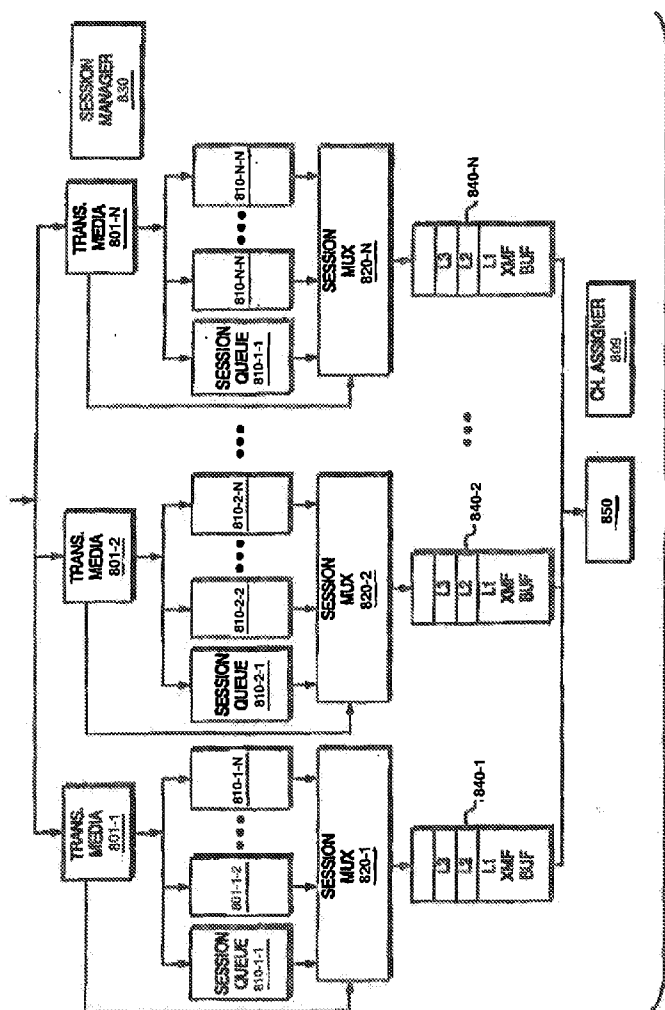 SESSION
MANAGIER
830
TRANS.
MEDIA
801-1
TRANS.
MEDIA
801-2
TRANS.
MEDIA
801-N
SESSION
QUEUE
810-1-1
801-1-2
810-1-N
SESSION
QUEUE
810-2-1
810-2-2
810-2-N
SESSION
QUEUE
810-1-1
810-N-N
810-N-N
SESSION
MUX
820-1
SESSION
MUX
820-2
SESSION
MUX
820-N
840-1
L3
L2
L1
XMF
BUF
840-2
L3
L2
L1
XMF
BUF
840-N
L3
L2
L1
XMF
BUF
850
CH. ASSIGNER
809